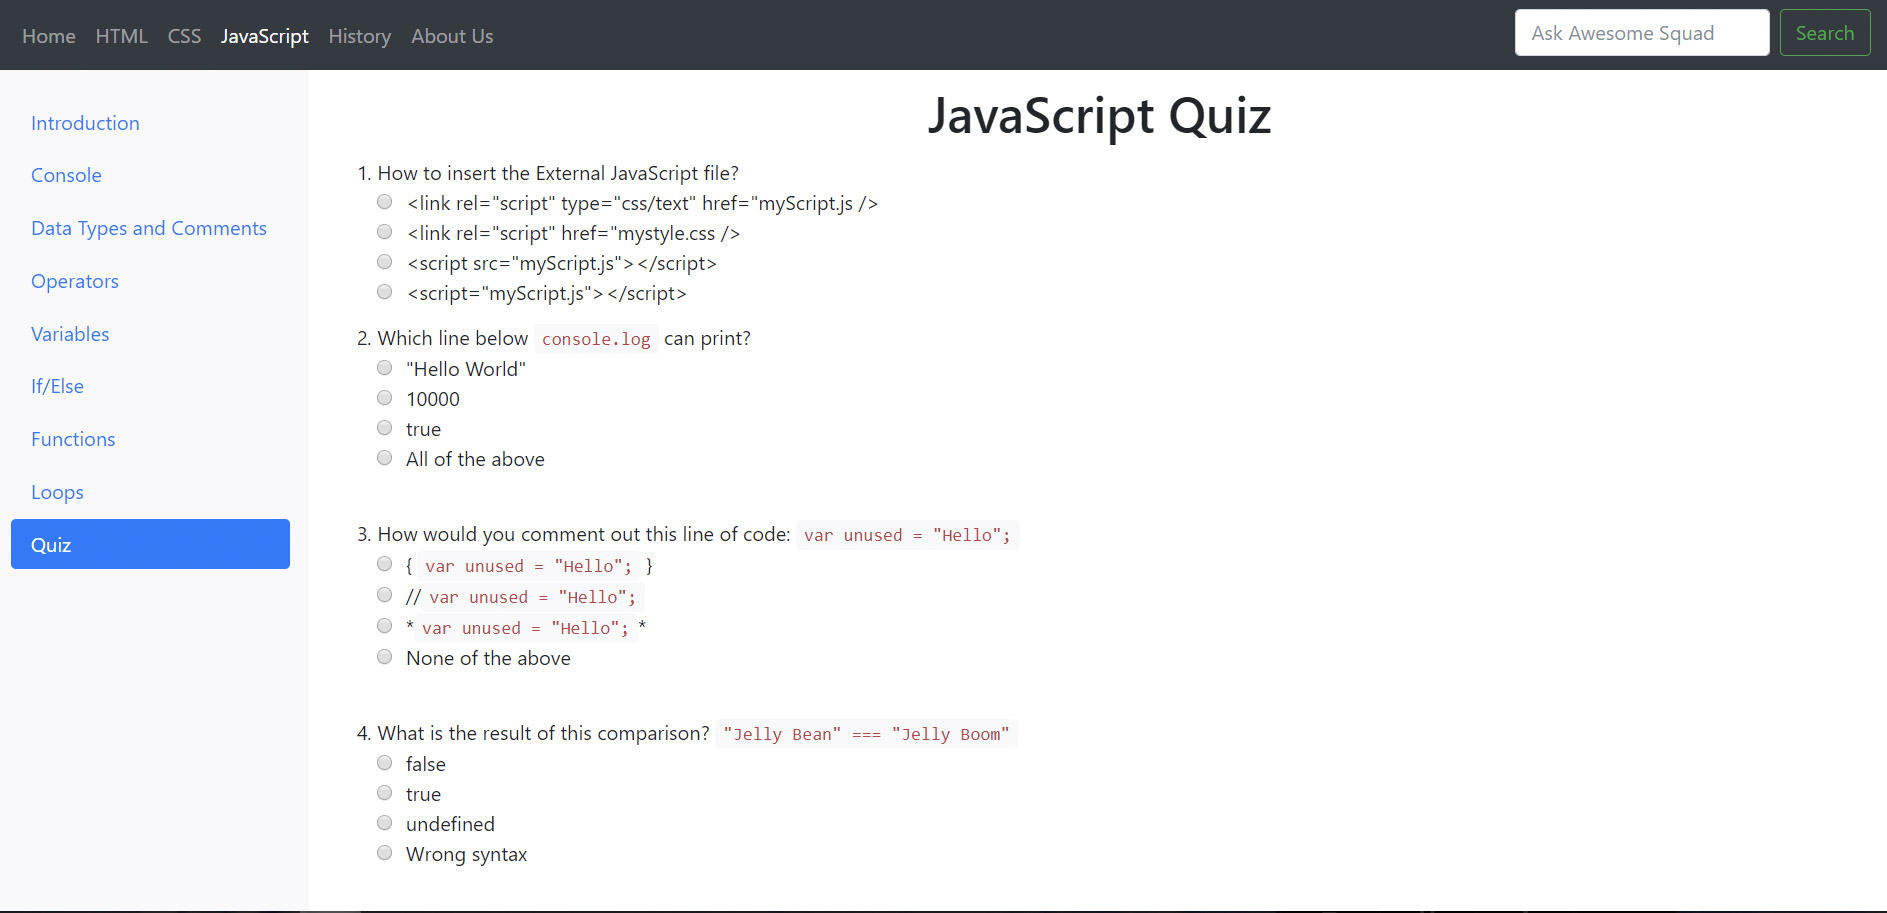 Home HTML CSS JavaScript History About Us Ask Awesome Squad Search
Introduction
Console
Data Types and Comments
Operators
Variables
If/Else
Functions
Loops
Quiz
JavaScript Quiz
1. How to insert the External JavaScript file?
<link rel="script" type="css/text" href="myScript.js />
<link rel="script" href="mystyle.css />
<script src="myScript.js"></script>
<script="myScript.js"></script>
2. Which line below console.log can print?
"Hello World"
10000
true
All of the above
3. How would you comment out this line of code: var unused = "Hello";
{ var unused = "Hello"; }
// var unused = "Hello";
* var unused = "Hello"; *
None of the above
4. What is the result of this comparison? "Jelly Bean" === "Jelly Boom"
false
true
undefined
Wrong syntax